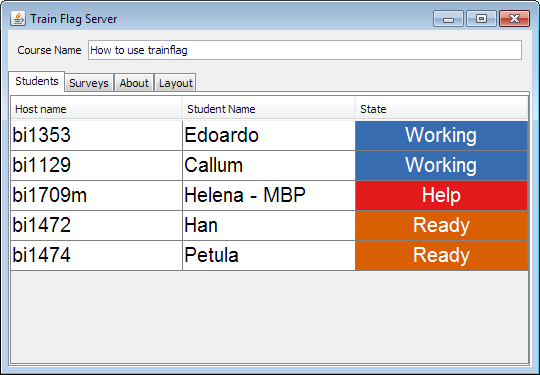 Train Flag Server
Course Name How to use trainflag
Students Surveys About Layout
Host name Student Name State
bi1353 Edoardo Working
bi1129 Callum Working
bi1709m Helena - MBP Help
bi1472 Han Ready
bi1474 Petula Ready